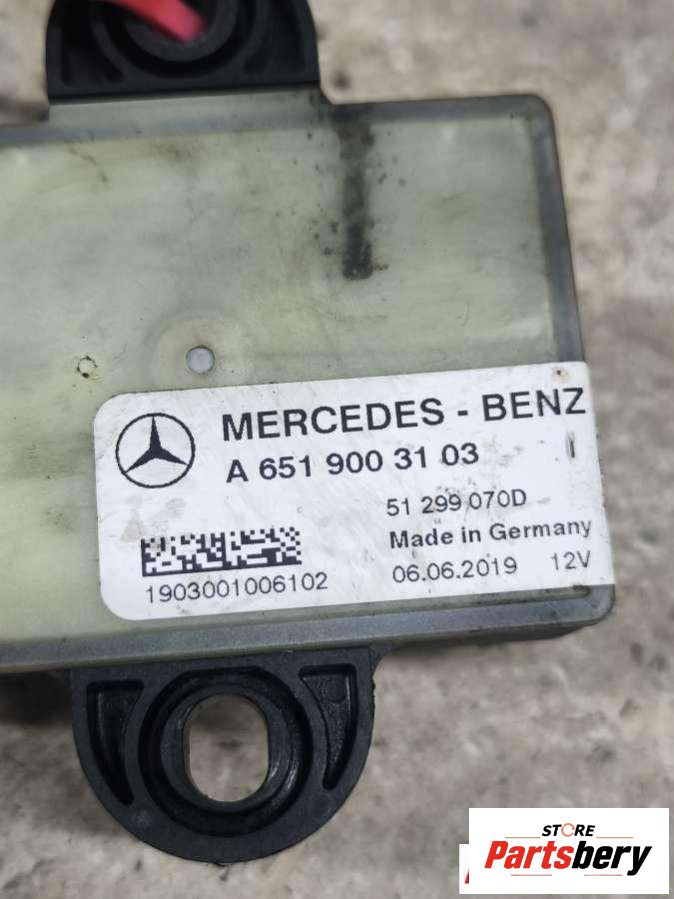 MERCEDES - BENZ
A 651 900 31 03
51 299 070D
Made in Germany
1903001006102
06.06.2019 12V
STORE
Partsbery